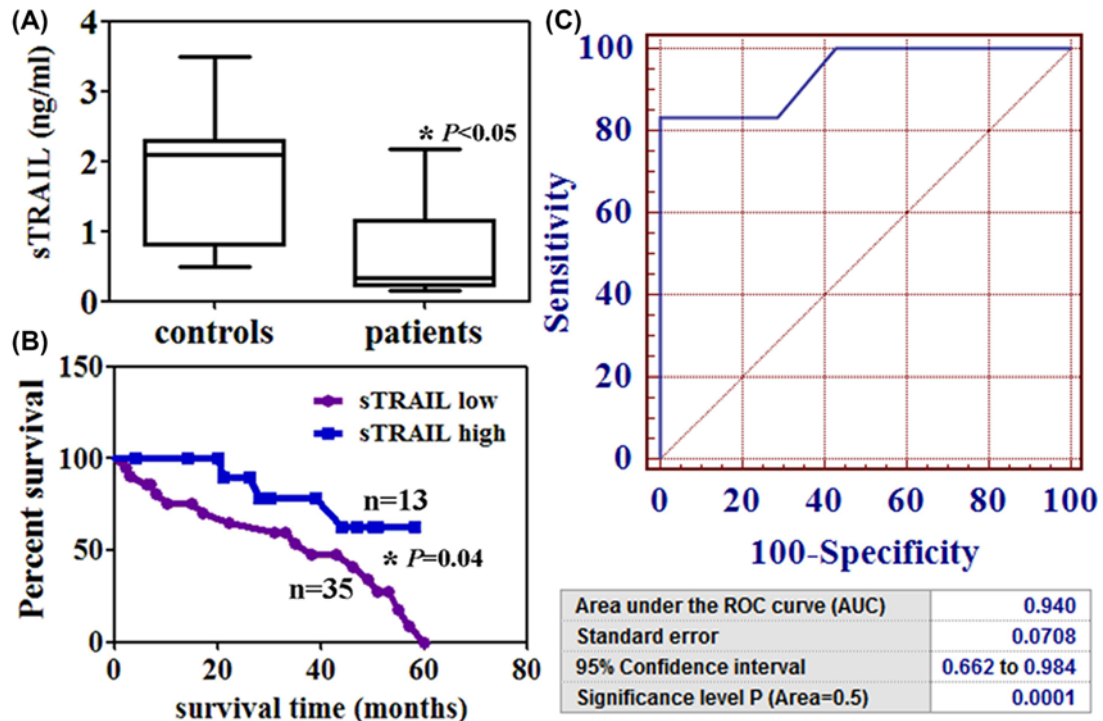 (A)
sTRAIL (ng/ml)
4
3
2
1
0
* P<0.05
controls
patients
(B)
Percent survival
150
100
50
0
sTRAIL low
sTRAIL high
n=13
* P=0.04
n=35
0 20 40 60 80
survival time (months)
(C)
Sensitivity
100
80
60
40
20
0
0 20 40 60 80 100
100-Specificity
Area under the ROC curve (AUC) 0.940
Standard error 0.0708
95% Confidence interval 0.662 to 0.984
Significance level P (Area=0.5) 0.0001